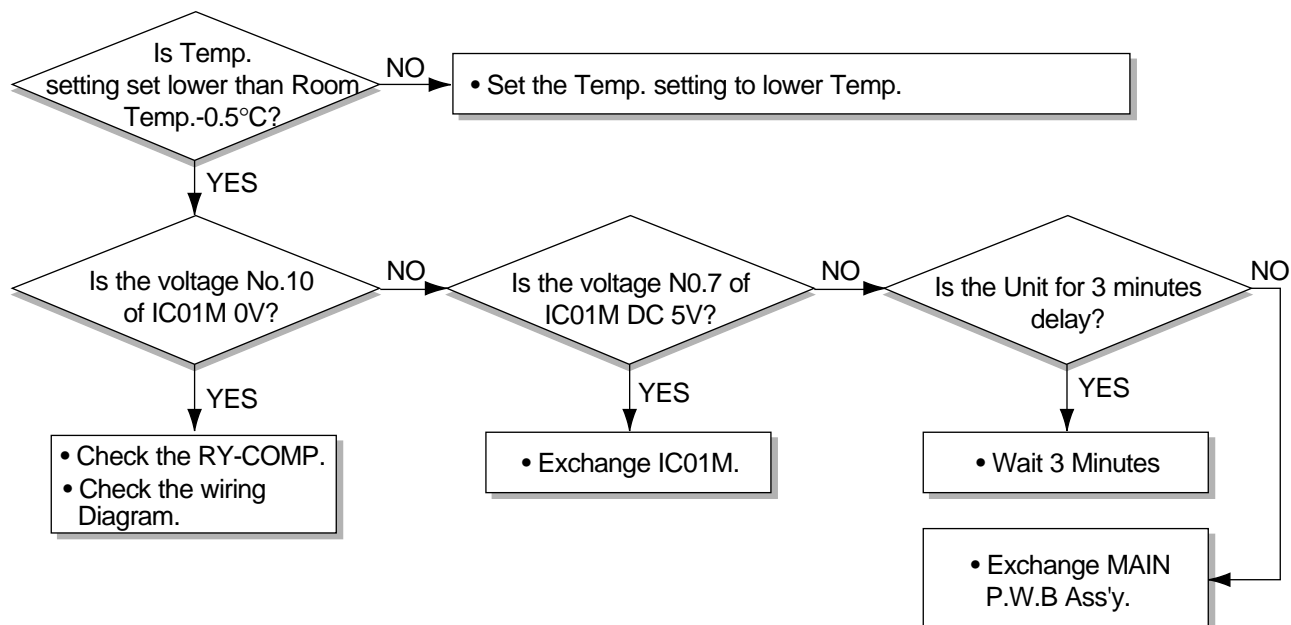 Is Temp.
setting set lower than Room
Temp.-0.5°C?
NO
• Set the Temp. setting to lower Temp.
YES
Is the voltage No.10
of IC01M 0V?
NO
Is the voltage N0.7 of
IC01M DC 5V?
NO
Is the Unit for 3 minutes
delay?
NO
YES
• Check the RY-COMP.
• Check the wiring
Diagram.
YES
• Exchange IC01M.
YES
• Wait 3 Minutes
• Exchange MAIN
P.W.B Ass'y.